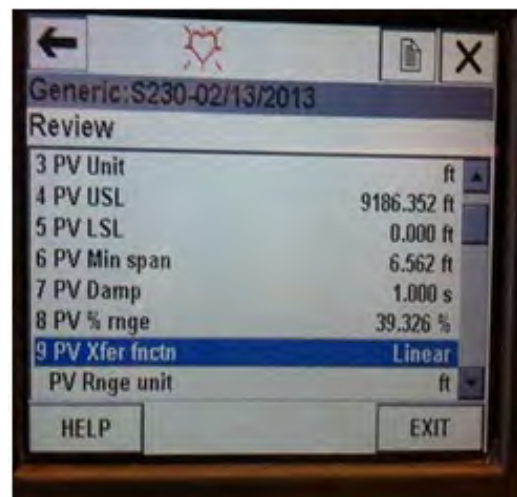 Generic:S230-02/13/2013
Review
3 PV Unit ft
4 PV USL 9186.352 ft
5 PV LSL 0.000 ft
6 PV Min span 6.562 ft
7 PV Damp 1.000 s
8 PV % rnge 39.326 %
9 PV Xfer fnctn Linear
PV Rnge unit ft
HELP EXIT